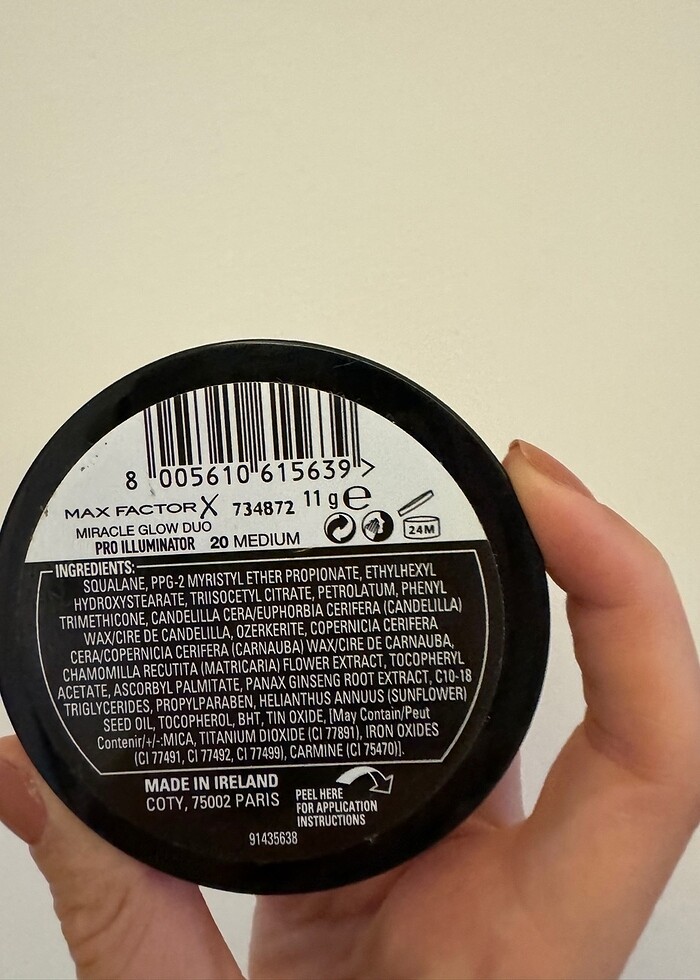 8 005610 615639 >
MAX FACTOR X 734872 11 g e
MIRACLE GLOW DUO
PRO ILLUMINATOR 20 MEDIUM
24M
INGREDIENTS:
SQUALANE, PPG-2 MYRISTYL ETHER PROPIONATE, ETHYLHEXYL
HYDROXYSTEARATE, TRIISOCETYL CITRATE, PETROLATUM, PHENYL
TRIMETHICONE, CANDELILLA CERA/EUPHORBIA CERIFERA (CANDELILLA)
WAX/CIRE DE CANDELILLA, OZERKERITE, COPERNICIA CERIFERA
CERA/COPERNICIA CERIFERA (CARNAUBA) WAX/CIRE DE CARNAUBA,
CHAMOMILLA RECUTITA (MATRICARIA) FLOWER EXTRACT, TOCOPHERYL
ACETATE, ASCORBYL PALMITATE, PANAX GINSENG ROOT EXTRACT, C10-18
TRIGLYCERIDES, PROPYLPARABEN, HELIANTHUS ANNUUS (SUNFLOWER)
SEED OIL, TOCOPHEROL, BHT, TIN OXIDE, [May Contain/Peut
Contenir/+/-:MICA, TITANIUM DIOXIDE (CI 77891), IRON OXIDES
(CI 77491, CI 77492, CI 77499), CARMINE (CI 75470)].
MADE IN IRELAND
COTY, 75002 PARIS
PEEL HERE
FOR APPLICATION
INSTRUCTIONS
91435638